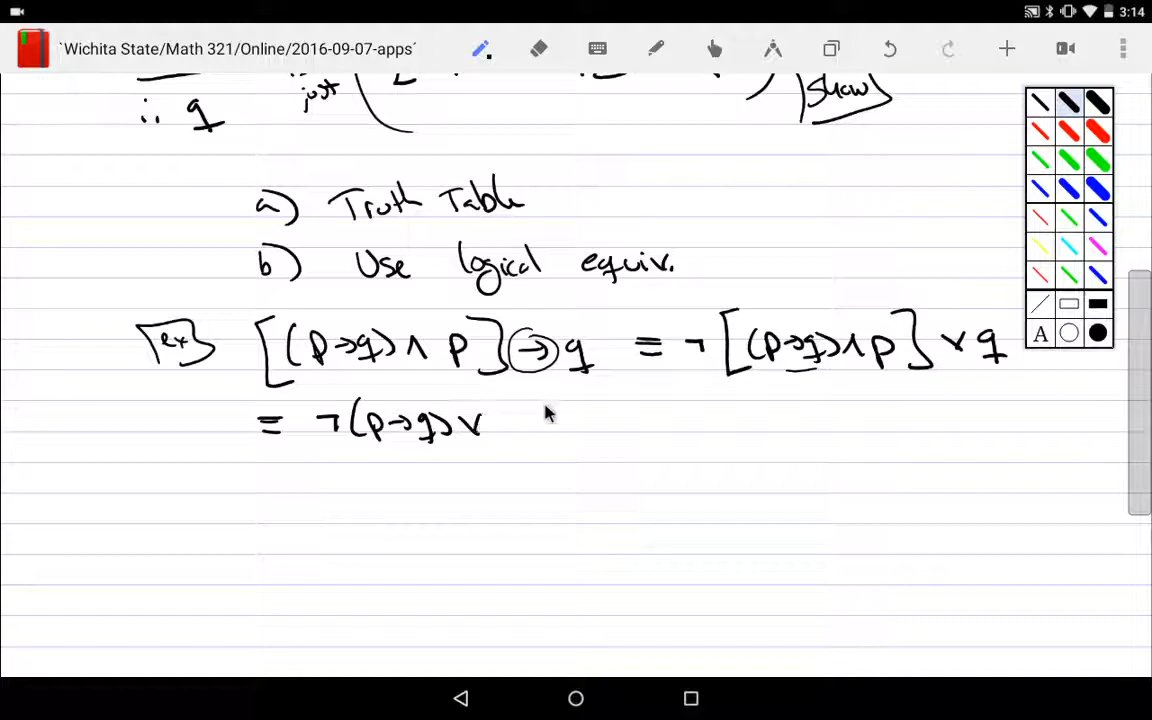 3:14
`Wichita State/Math 321/Online/2016-09-07-apps´
∴ q just show
a) Truth Table
b) Use logical equiv.
ex [(p→q)∧p]→q ≡ ¬[(p→q)∧p]∨q
≡ ¬(p→q)∨
A